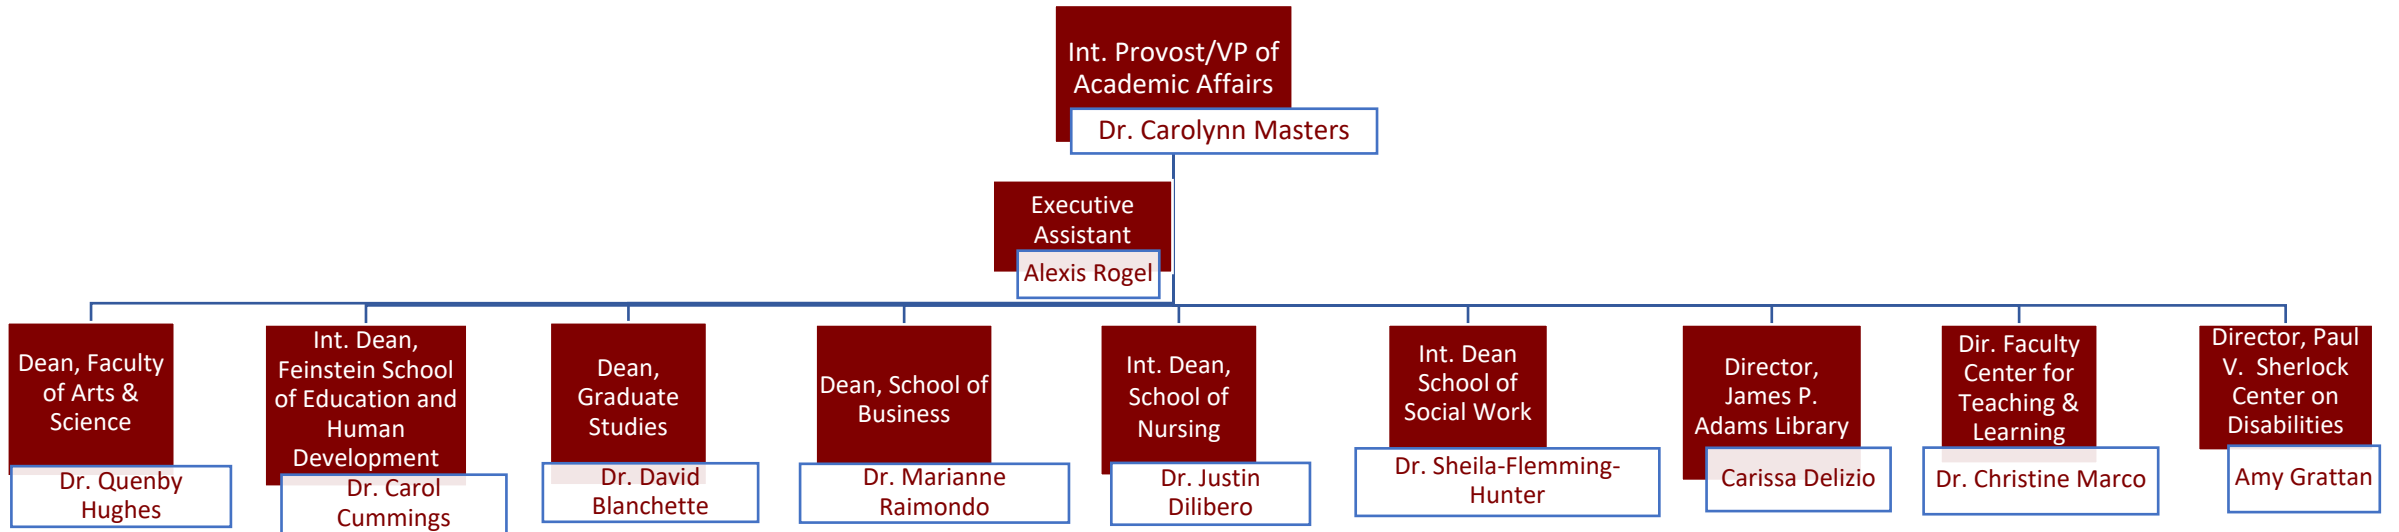 Int. Provost/VP of
Academic Affairs
Dr. Carolynn Masters
Executive
Assistant
Alexis Rogel
Dean, Faculty
of Arts &
Science
Dr. Quenby
Hughes
Int. Dean,
Feinstein School
of Education and
Human
Development
Dr. Carol
Cummings
Dean,
Graduate
Studies
Dr. David
Blanchette
Dean, School of
Business
Dr. Marianne
Raimondo
Int. Dean,
School of
Nursing
Dr. Justin
Dilibero
Int. Dean
School of
Social Work
Dr. Sheila-Flemming-
Hunter
Director,
James P.
Adams Library
Carissa Delizio
Dir. Faculty
Center for
Teaching &
Learning
Dr. Christine Marco
Director, Paul
V. Sherlock
Center on
Disabilities
Amy Grattan